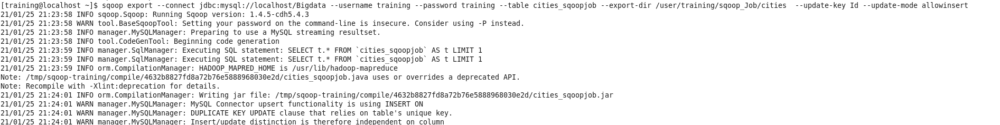 [training@localhost ~]$ sqoop export --connect jdbc:mysql://localhost/Bigdata --username training --password training --table cities_sqoopjob --export-dir /user/training/sqoop_Job/cities  --update-key Id --update-mode allowinsert
21/01/25 21:23:58 INFO sqoop.Sqoop: Running Sqoop version: 1.4.5-cdh5.4.3
21/01/25 21:23:58 WARN tool.BaseSqoopTool: Setting your password on the command-line is insecure. Consider using -P instead.
21/01/25 21:23:58 INFO manager.MySQLManager: Preparing to use a MySQL streaming resultset.
21/01/25 21:23:58 INFO tool.CodeGenTool: Beginning code generation
21/01/25 21:23:59 INFO manager.SqlManager: Executing SQL statement: SELECT t.* FROM `cities_sqoopjob` AS t LIMIT 1
21/01/25 21:23:59 INFO manager.SqlManager: Executing SQL statement: SELECT t.* FROM `cities_sqoopjob` AS t LIMIT 1
21/01/25 21:23:59 INFO orm.CompilationManager: HADOOP_MAPRED_HOME is /usr/lib/hadoop-mapreduce
Note: /tmp/sqoop-training/compile/4632b8827fd8a72b76e5888968030e2d/cities_sqoopjob.java uses or overrides a deprecated API.
Note: Recompile with -Xlint:deprecation for details.
21/01/25 21:24:01 INFO orm.CompilationManager: Writing jar file: /tmp/sqoop-training/compile/4632b8827fd8a72b76e5888968030e2d/cities_sqoopjob.jar
21/01/25 21:24:01 WARN manager.MySQLManager: MySQL Connector upsert functionality is using INSERT ON
21/01/25 21:24:01 WARN manager.MySQLManager: DUPLICATE KEY UPDATE clause that relies on table's unique key.
21/01/25 21:24:01 WARN manager.MySQLManager: Insert/update distinction is therefore independent on column